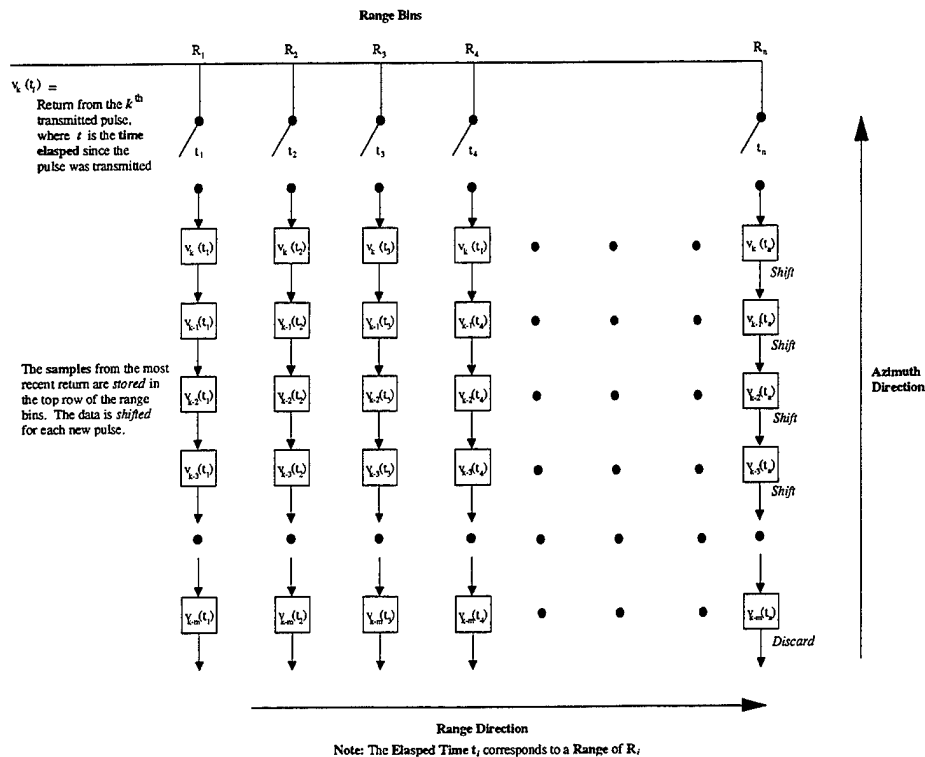 Range Bins
R₁ R₂ R₃ R₄ Rₙ
vₖ (tᵢ) =
Return from the kᵗʰ
transmitted pulse,
where t is the time
elasped since the
pulse was transmitted
t₁ t₂ t₃ t₄ tₙ
vₖ (t₁) vₖ (t₂) vₖ (t₃) vₖ (t₁) vₖ (tₙ)
Shift
vₖ₋₁(t₁) vₖ₋₁(t₂) vₖ₋₁(t₃) vₖ₋₁(t₄) vₖ₋₁(tₙ)
Shift
The samples from the most
recent return are stored in
the top row of the range
bins. The data is shifted
for each new pulse.
vₖ₋₂(t₁) vₖ₋₂(t₂) vₖ₋₂(t₃) vₖ₋₂(t₄) vₖ₋₂(tₙ)
Shift
Azimuth
Direction
vₖ₋₃(t₁) vₖ₋₃(t₂) vₖ₋₃(t₃) vₖ₋₃(t₄) vₖ₋₃(tₙ)
Shift
vₖ₋ₘ(t₁) vₖ₋ₘ(t₂) vₖ₋ₘ(t₃) vₖ₋ₘ(t₄) vₖ₋ₘ(tₙ)
Discard
Range Direction
Note: The Elasped Time tᵢ corresponds to a Range of Rᵢ